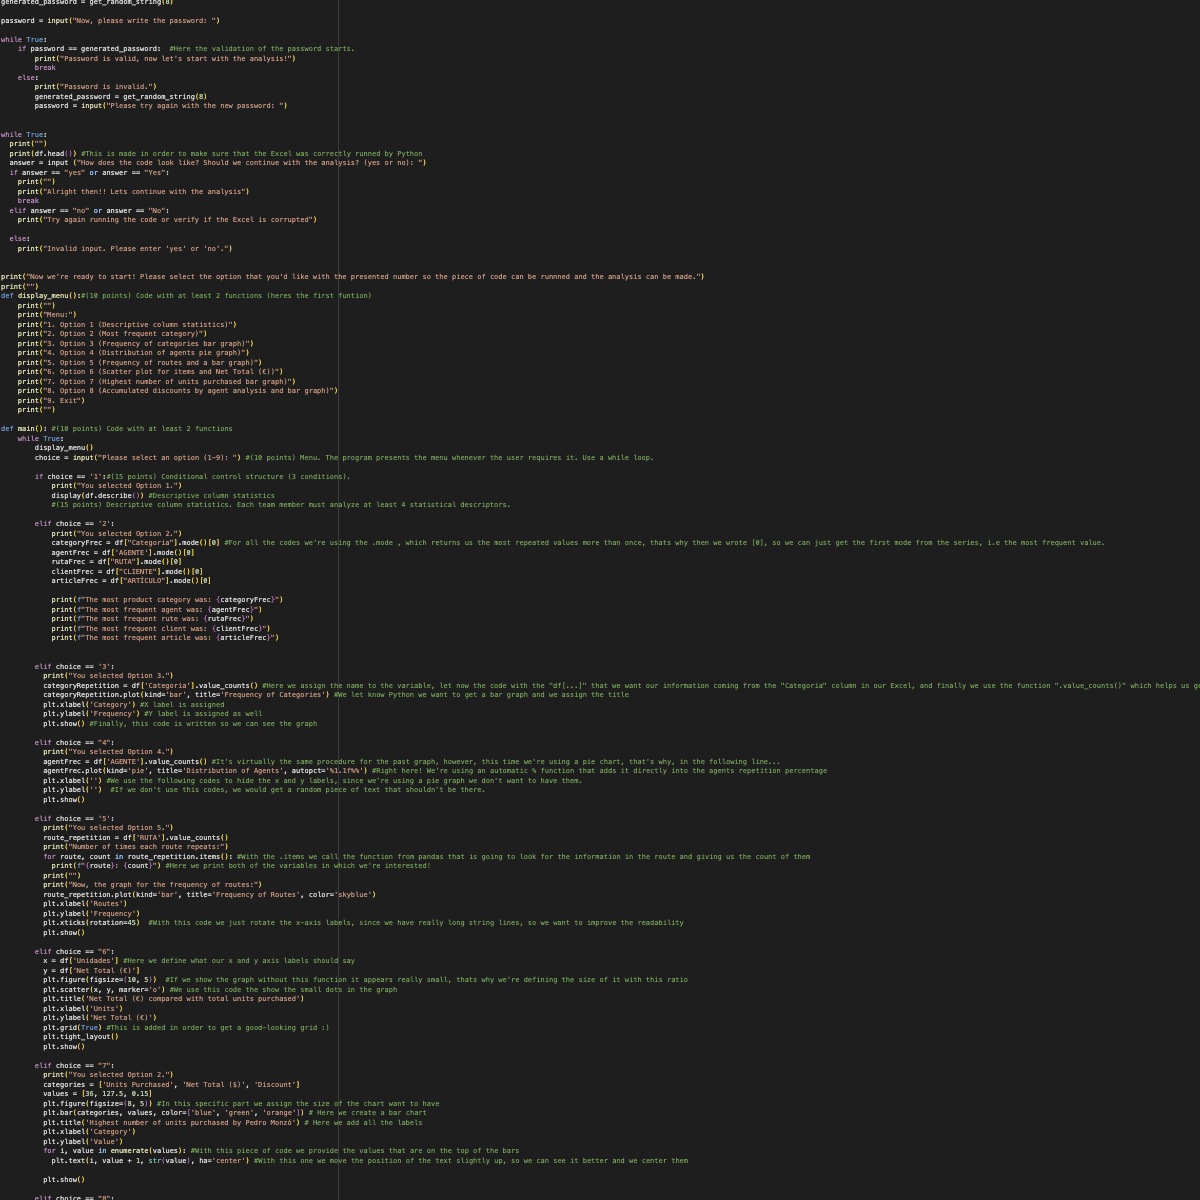 generated_password = get_random_string(8)
password = input("Now, please write the password: ")
while True:
    if password == generated_password:  #Here the validation of the password starts.
        print("Password is valid, now let's start with the analysis!")
        break
    else:
        print("Password is invalid.")
        generated_password = get_random_string(8)
        password = input("Please try again with the new password: ")
while True:
  print("")
  print(df.head()) #This is made in order to make sure that the Excel was correctly runned by Python
  answer = input ("How does the code look like? Should we continue with the analysis? (yes or no): ")
  if answer == "yes" or answer == "Yes":
    print("")
    print("Alright then!! Lets continue with the analysis")
    break
  elif answer == "no" or answer == "No":
    print("Try again running the code or verify if the Excel is corrupted")
  else:
    print("Invalid input. Please enter 'yes' or 'no'.")
print("Now we're ready to start! Please select the option that you'd like with the presented number so the piece of code can be runnned and the analysis can be made.")
print("")
def display_menu():#(10 points) Code with at least 2 functions (heres the first funtion)
    print("")
    print("Menu:")
    print("1. Option 1 (Descriptive column statistics)")
    print("2. Option 2 (Most frequent category)")
    print("3. Option 3 (Frequency of categories bar graph)")
    print("4. Option 4 (Distribution of agents pie graph)")
    print("5. Option 5 (Frequency of routes and a bar graph)")
    print("6. Option 6 (Scatter plot for items and Net Total (€))")
    print("7. Option 7 (Highest number of units purchased bar graph)")
    print("8. Option 8 (Accumulated discounts by agent analysis and bar graph)")
    print("9. Exit")
    print("")
def main(): #(10 points) Code with at least 2 functions
    while True:
        display_menu()
        choice = input("Please select an option (1-9): ") #(10 points) Menu. The program presents the menu whenever the user requires it. Use a while loop.
        if choice == '1':#(15 points) Conditional control structure (3 conditions).
            print("You selected Option 1.")
            display(df.describe()) #Descriptive column statistics
            #(15 points) Descriptive column statistics. Each team member must analyze at least 4 statistical descriptors.
        elif choice == '2':
            print("You selected Option 2.")
            categoryFrec = df["Categoria"].mode()[0] #For all the codes we're using the .mode , which returns us the most repeated values more than once, thats why then we wrote [0], so we can just get the first mode from the series, i.e the most frequent value.
            agentFrec = df['AGENTE'].mode()[0]
            rutaFrec = df["RUTA"].mode()[0]
            clientFrec = df["CLIENTE"].mode()[0]
            articleFrec = df["ARTÍCULO"].mode()[0]
            print(f"The most product category was: {categoryFrec}")
            print(f"The most frequent agent was: {agentFrec}")
            print(f"The most frequent rute was: {rutaFrec}")
            print(f"The most frequent client was: {clientFrec}")
            print(f"The most frequent article was: {articleFrec}")
        elif choice == '3':
          print("You selected Option 3.")
          categoryRepetition = df['Categoria'].value_counts() #Here we assign the name to the variable, let now the code with the "df[...]" that we want our information coming from the "Categoria" column in our Excel, and finally we use the function ".value_counts()" which helps us
          categoryRepetition.plot(kind='bar', title='Frequency of Categories') #We let know Python we want to get a bar graph and we assign the title
          plt.xlabel('Category') #X label is assigned
          plt.ylabel('Frequency') #Y label is assigned as well
          plt.show() #Finally, this code is written so we can see the graph
        elif choice == "4":
          print("You selected Option 4.")
          agentFrec = df['AGENTE'].value_counts() #It's virtually the same procedure for the past graph, however, this time we're using a pie chart, that's why, in the following line...
          agentFrec.plot(kind='pie', title='Distribution of Agents', autopct='%1.1f%%') #Right here! We're using an automatic % function that adds it directly into the agents repetition percentage
          plt.xlabel('') #We use the following codes to hide the x and y labels, since we're using a pie graph we don't want to have them.
          plt.ylabel('')  #If we don't use this codes, we would get a random piece of text that shouldn't be there.
          plt.show()
        elif choice == '5':
          print("You selected Option 5.")
          route_repetition = df['RUTA'].value_counts()
          print("Number of times each route repeats:")
          for route, count in route_repetition.items(): #With the .items we call the function from pandas that is going to look for the information in the route and giving us the count of them
            print(f"{route}: {count}") #Here we print both of the variables in which we're interested!
          print("")
          print("Now, the graph for the frequency of routes:")
          route_repetition.plot(kind='bar', title='Frequency of Routes', color='skyblue')
          plt.xlabel('Routes')
          plt.ylabel('Frequency')
          plt.xticks(rotation=45)  #With this code we just rotate the x-axis labels, since we have really long string lines, so we want to improve the readability
          plt.show()
        elif choice == "6":
          x = df['Unidades'] #Here we define what our x and y axis labels should say
          y = df['Net Total (€)']
          plt.figure(figsize=(10, 5))  #If we show the graph without this function it appears really small, thats why we're defining the size of it with this ratio
          plt.scatter(x, y, marker='o') #We use this code the show the small dots in the graph
          plt.title('Net Total (€) compared with total units purchased')
          plt.xlabel('Units')
          plt.ylabel('Net Total (€)')
          plt.grid(True) #This is added in order to get a good-looking grid :)
          plt.tight_layout()
          plt.show()
        elif choice == "7":
          print("You selected Option 2.")
          categories = ['Units Purchased', 'Net Total ($)', 'Discount']
          values = [36, 127.5, 0.15]
          plt.figure(figsize=(8, 5)) #In this specific part we assign the size of the chart want to have
          plt.bar(categories, values, color=['blue', 'green', 'orange']) # Here we create a bar chart
          plt.title('Highest number of units purchased by Pedro Monzó') # Here we add all the labels
          plt.xlabel('Category')
          plt.ylabel('Value')
          for i, value in enumerate(values): #With this piece of code we provide the values that are on the top of the bars
            plt.text(i, value + 1, str(value), ha='center') #With this one we move the position of the text slightly up, so we can see it better and we center them
          plt.show()
        elif choice == "8":